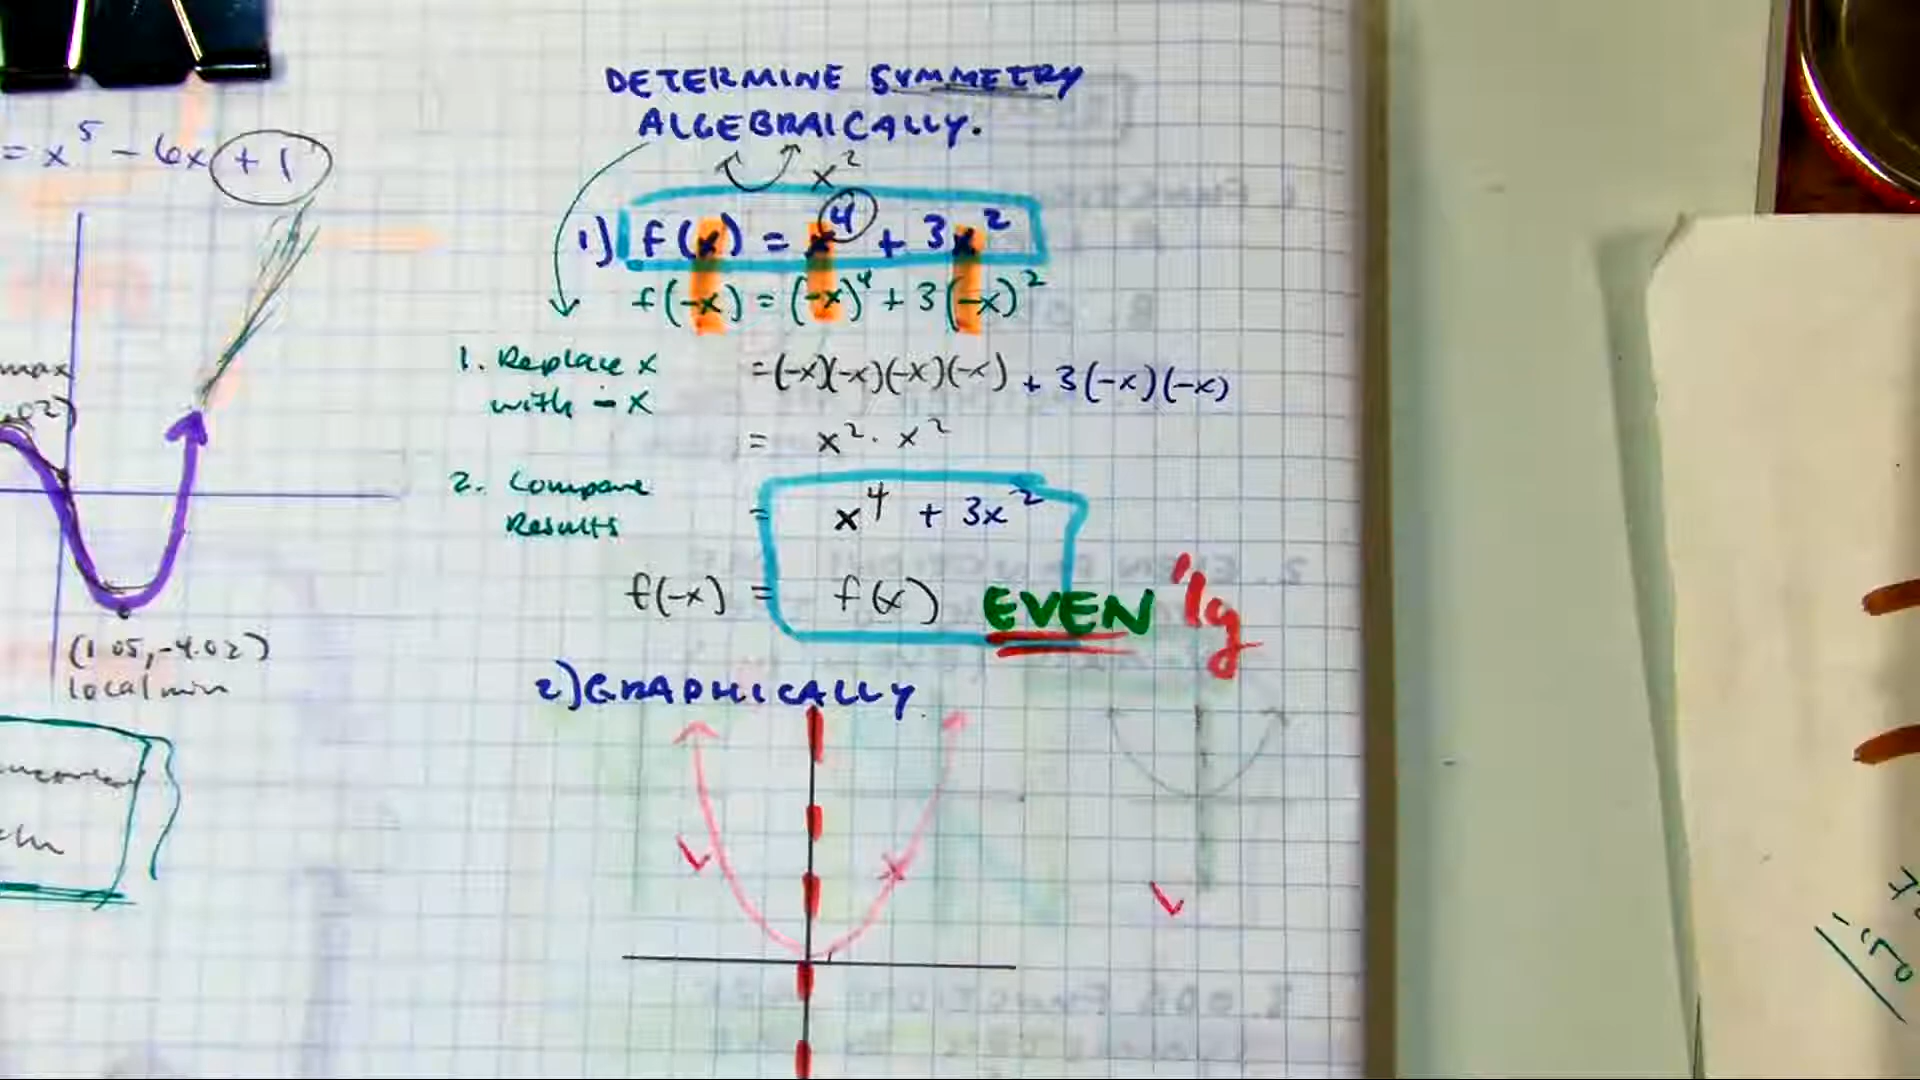 = x⁵ - 6x + 1
max
(1.05, -4.02)
local min
DETERMINE SYMMETRY
ALGEBRAICALLY.
x²
1) f(x) = x⁴ + 3x²
f(-x) = (-x)⁴ + 3(-x)²
1. Replace x
with -x
= (-x)(-x)(-x)(-x) + 3(-x)(-x)
= x² · x²
2. Compare
Results
= x⁴ + 3x²
f(-x) = f(x) EVEN
2) GRAPHICALLY